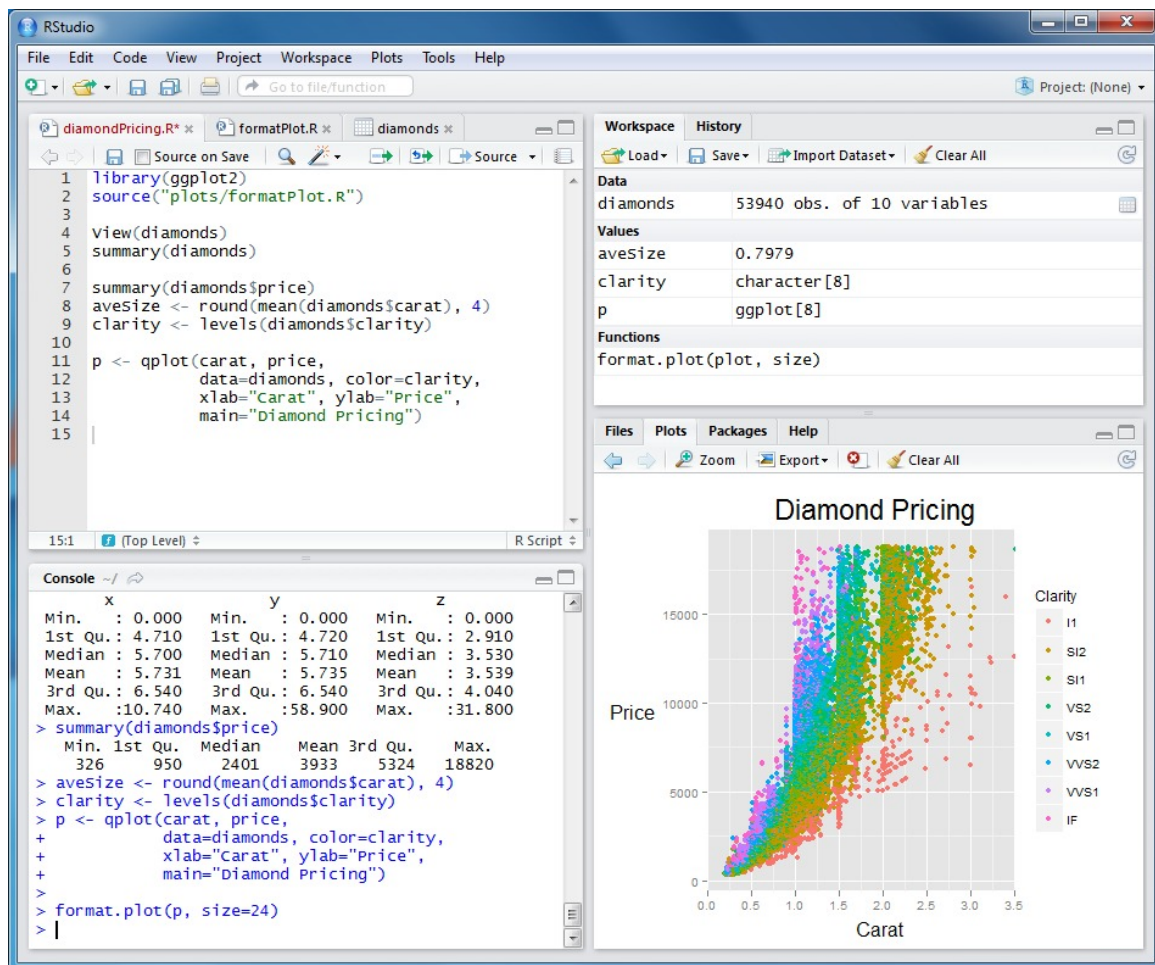 RStudio
File Edit Code View Project Workspace Plots Tools Help
Go to file/function
Project: (None)
diamondPricing.R*
formatPlot.R
diamonds
Source on Save
Source
1 library(ggplot2)
2 source("plots/formatPlot.R")
3
4 View(diamonds)
5 summary(diamonds)
6
7 summary(diamonds$price)
8 aveSize <- round(mean(diamonds$carat), 4)
9 clarity <- levels(diamonds$clarity)
10
11 p <- qplot(carat, price,
12 data=diamonds, color=clarity,
13 xlab="Carat", ylab="Price",
14 main="Diamond Pricing")
15
15:1 (Top Level) R Script
Console ~/
x y z
Min. : 0.000 Min. : 0.000 Min. : 0.000
1st Qu.: 4.710 1st Qu.: 4.720 1st Qu.: 2.910
Median : 5.700 Median : 5.710 Median : 3.530
Mean : 5.731 Mean : 5.735 Mean : 3.539
3rd Qu.: 6.540 3rd Qu.: 6.540 3rd Qu.: 4.040
Max. :10.740 Max. :58.900 Max. :31.800
> summary(diamonds$price)
Min. 1st Qu. Median Mean 3rd Qu. Max.
326 950 2401 3933 5324 18820
> aveSize <- round(mean(diamonds$carat), 4)
> clarity <- levels(diamonds$clarity)
> p <- qplot(carat, price,
+ data=diamonds, color=clarity,
+ xlab="Carat", ylab="Price",
+ main="Diamond Pricing")
>
> format.plot(p, size=24)
>
Workspace History
Load Save Import Dataset Clear All
Data
diamonds 53940 obs. of 10 variables
Values
aveSize 0.7979
clarity character[8]
p ggplot[8]
Functions
format.plot(plot, size)
Files Plots Packages Help
Zoom Export Clear All
Diamond Pricing
Price
15000
10000
5000
0
0.0 0.5 1.0 1.5 2.0 2.5 3.0 3.5
Carat
Clarity
I1
SI2
SI1
VS2
VS1
VVS2
VVS1
IF